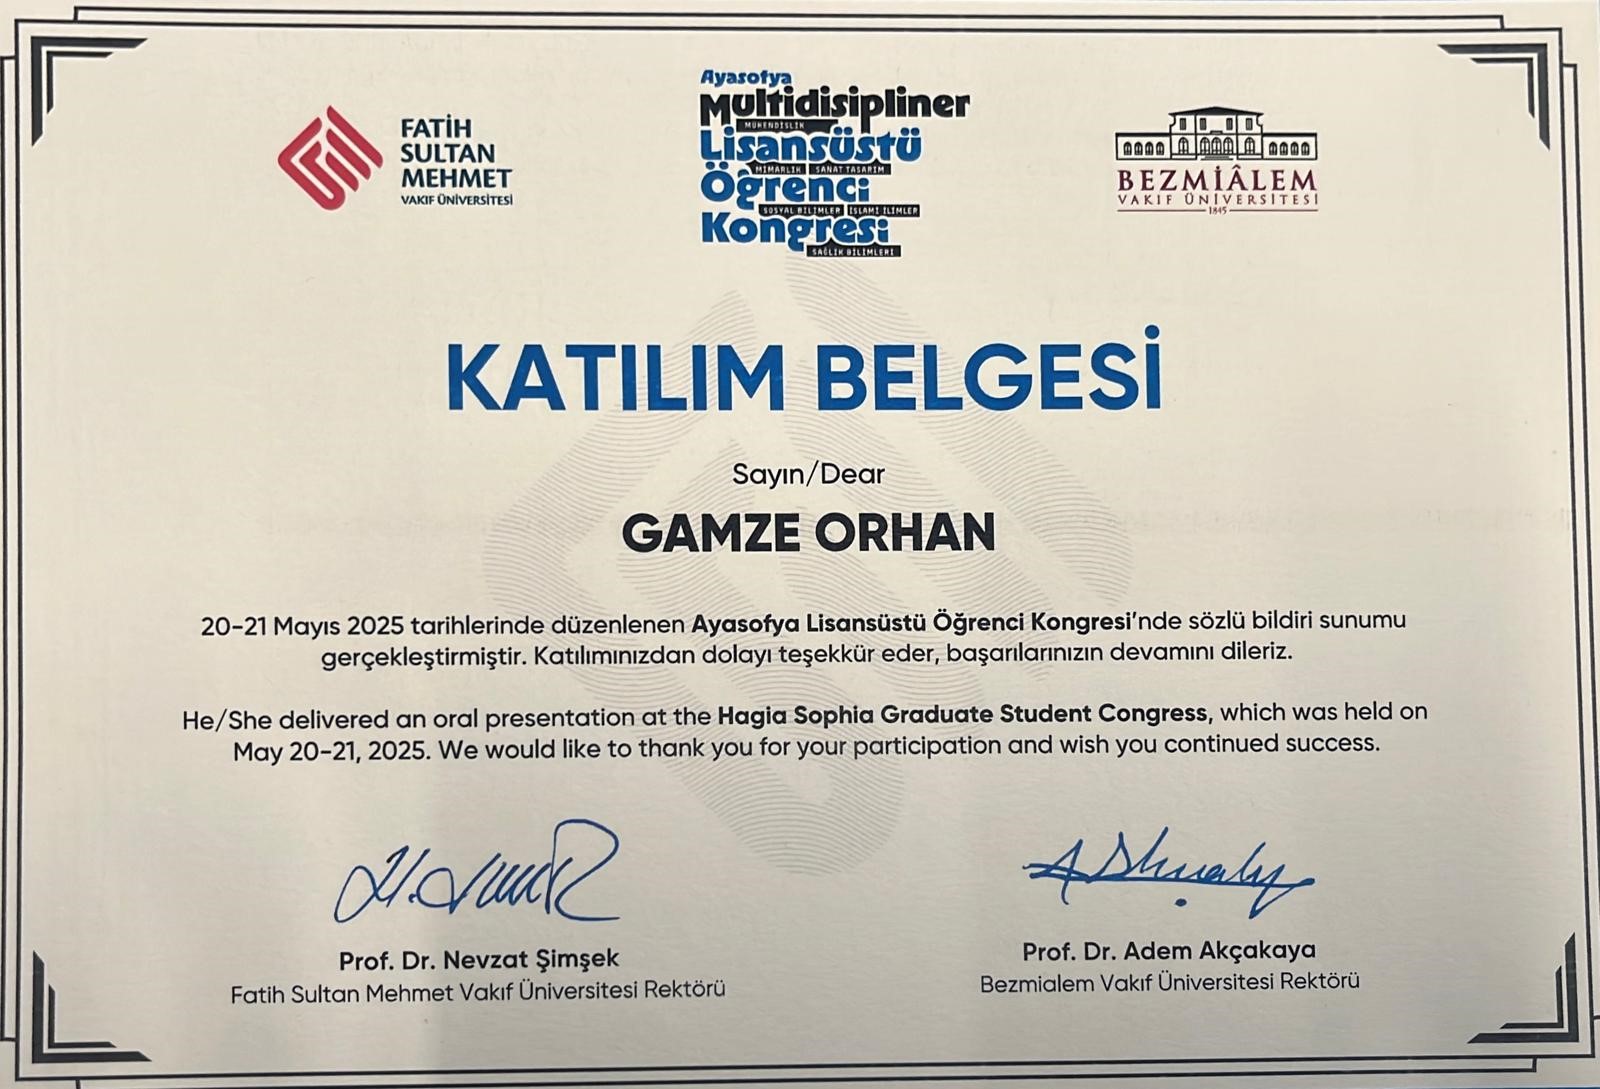 FATİH
SULTAN
MEHMET
VAKIF ÜNİVERSİTESİ
Ayasofya
Multidisipliner
MÜHENDİSLİK
Lisansüstü
MİMARLIK SANAT TASARIM
Öğrenci
SOSYAL BİLİMLER İSLAMİ İLİMLER
Kongresi
SAĞLIK BİLİMLERİ
BEZMİÂLEM
VAKIF ÜNİVERSİTESİ
1845
KATILIM BELGESİ
Sayın/Dear
GAMZE ORHAN
20-21 Mayıs 2025 tarihlerinde düzenlenen Ayasofya Lisansüstü Öğrenci Kongresi'nde sözlü bildiri sunumu
gerçekleştirmiştir. Katılımınızdan dolayı teşekkür eder, başarılarınızın devamını dileriz.
He/She delivered an oral presentation at the Hagia Sophia Graduate Student Congress, which was held on
May 20-21, 2025. We would like to thank you for your participation and wish you continued success.
Prof. Dr. Nevzat Şimşek
Fatih Sultan Mehmet Vakıf Üniversitesi Rektörü
Prof. Dr. Adem Akçakaya
Bezmialem Vakıf Üniversitesi Rektörü